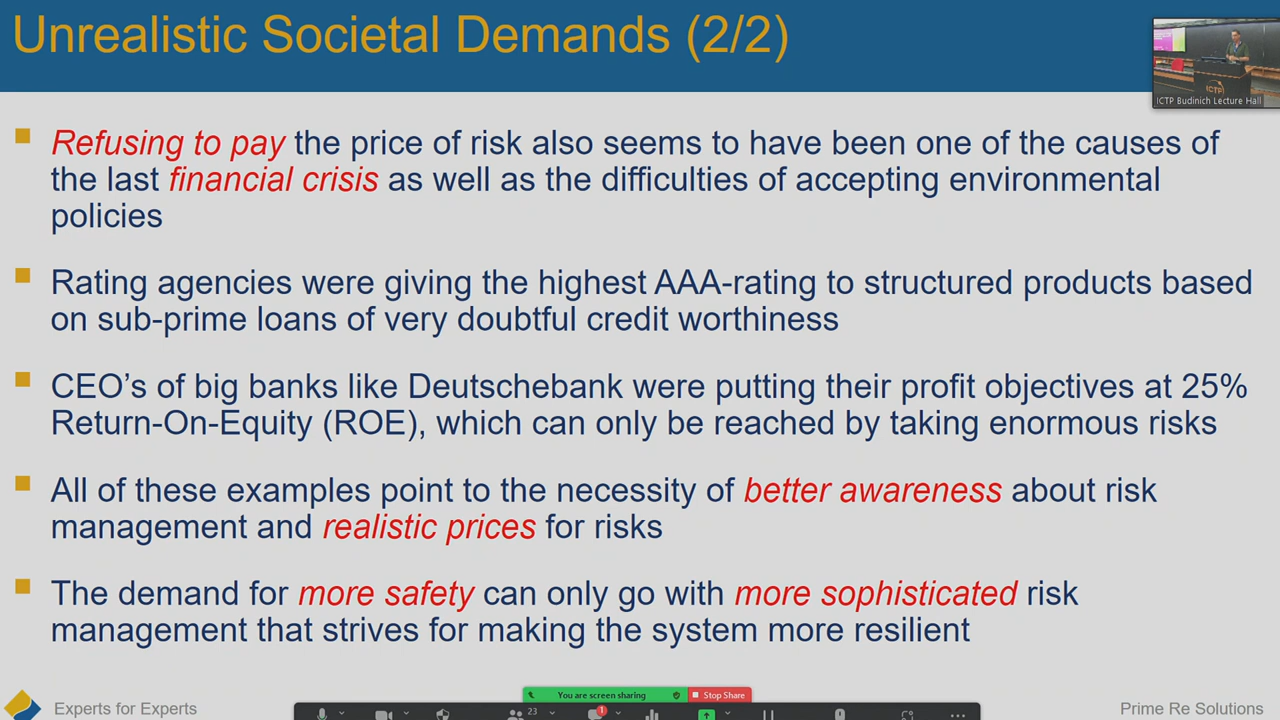 Unrealistic Societal Demands (2/2)
ICTP
ICTP Budinich Lecture Hall
Refusing to pay the price of risk also seems to have been one of the causes of
the last financial crisis as well as the difficulties of accepting environmental
policies
Rating agencies were giving the highest AAA-rating to structured products based
on sub-prime loans of very doubtful credit worthiness
CEO’s of big banks like Deutschebank were putting their profit objectives at 25%
Return-On-Equity (ROE), which can only be reached by taking enormous risks
All of these examples point to the necessity of better awareness about risk
management and realistic prices for risks
The demand for more safety can only go with more sophisticated risk
management that strives for making the system more resilient
You are screen sharing
Stop Share
Experts for Experts
23
1
Prime Re Solutions